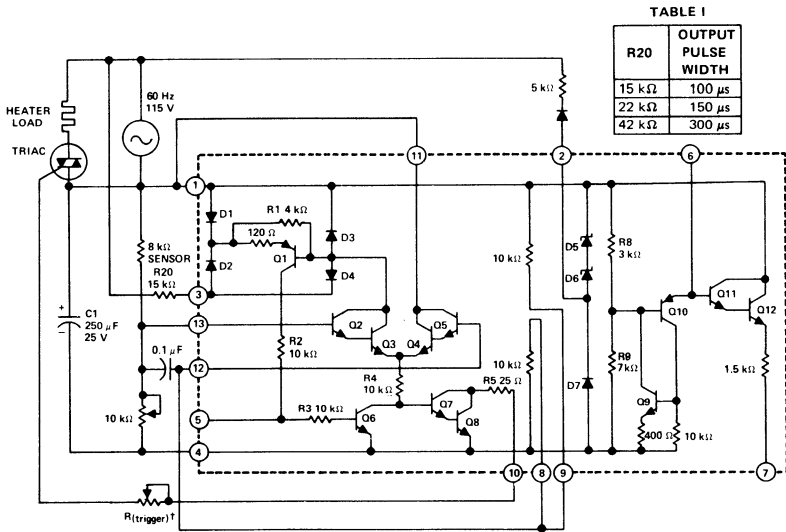 TABLE I
R20
OUTPUT
PULSE
WIDTH
15 kΩ 100 μs
22 kΩ 150 μs
42 kΩ 300 μs
5 kΩ
60 Hz
115 V
HEATER
LOAD
TRIAC
11
2
6
1
D1
R1 4 kΩ
D3
120 Ω
Q1
D2
D4
8 kΩ
SENSOR
R20
15 kΩ
3
10 kΩ
D5
D6
R8
3 kΩ
Q10
Q11
Q12
C1
250 μF
25 V
+
–
13
Q2
Q3
Q4
Q5
R2
10 kΩ
0.1 μF
12
R4
10 kΩ
10 kΩ
R9
7 kΩ
1.5 kΩ
10 kΩ
5
R3 10 kΩ
Q6
Q7
Q8
R5 25 Ω
D7
Q9
400 Ω
10 kΩ
4
10
8
9
7
R(trigger)†